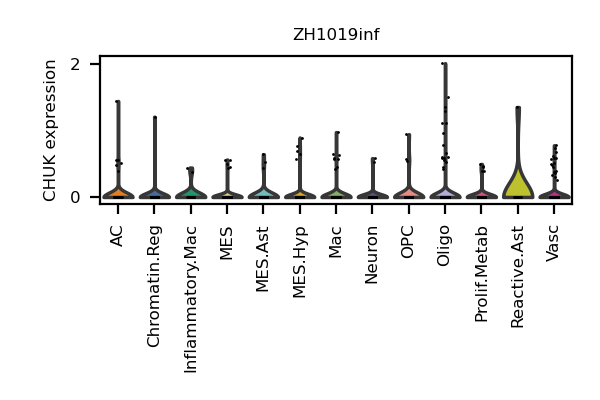 ZH1019inf
CHUK expression
2
0
AC
Chromatin.Reg
Inflammatory.Mac
MES
MES.Ast
MES.Hyp
Mac
Neuron
OPC
Oligo
Prolif.Metab
Reactive.Ast
Vasc